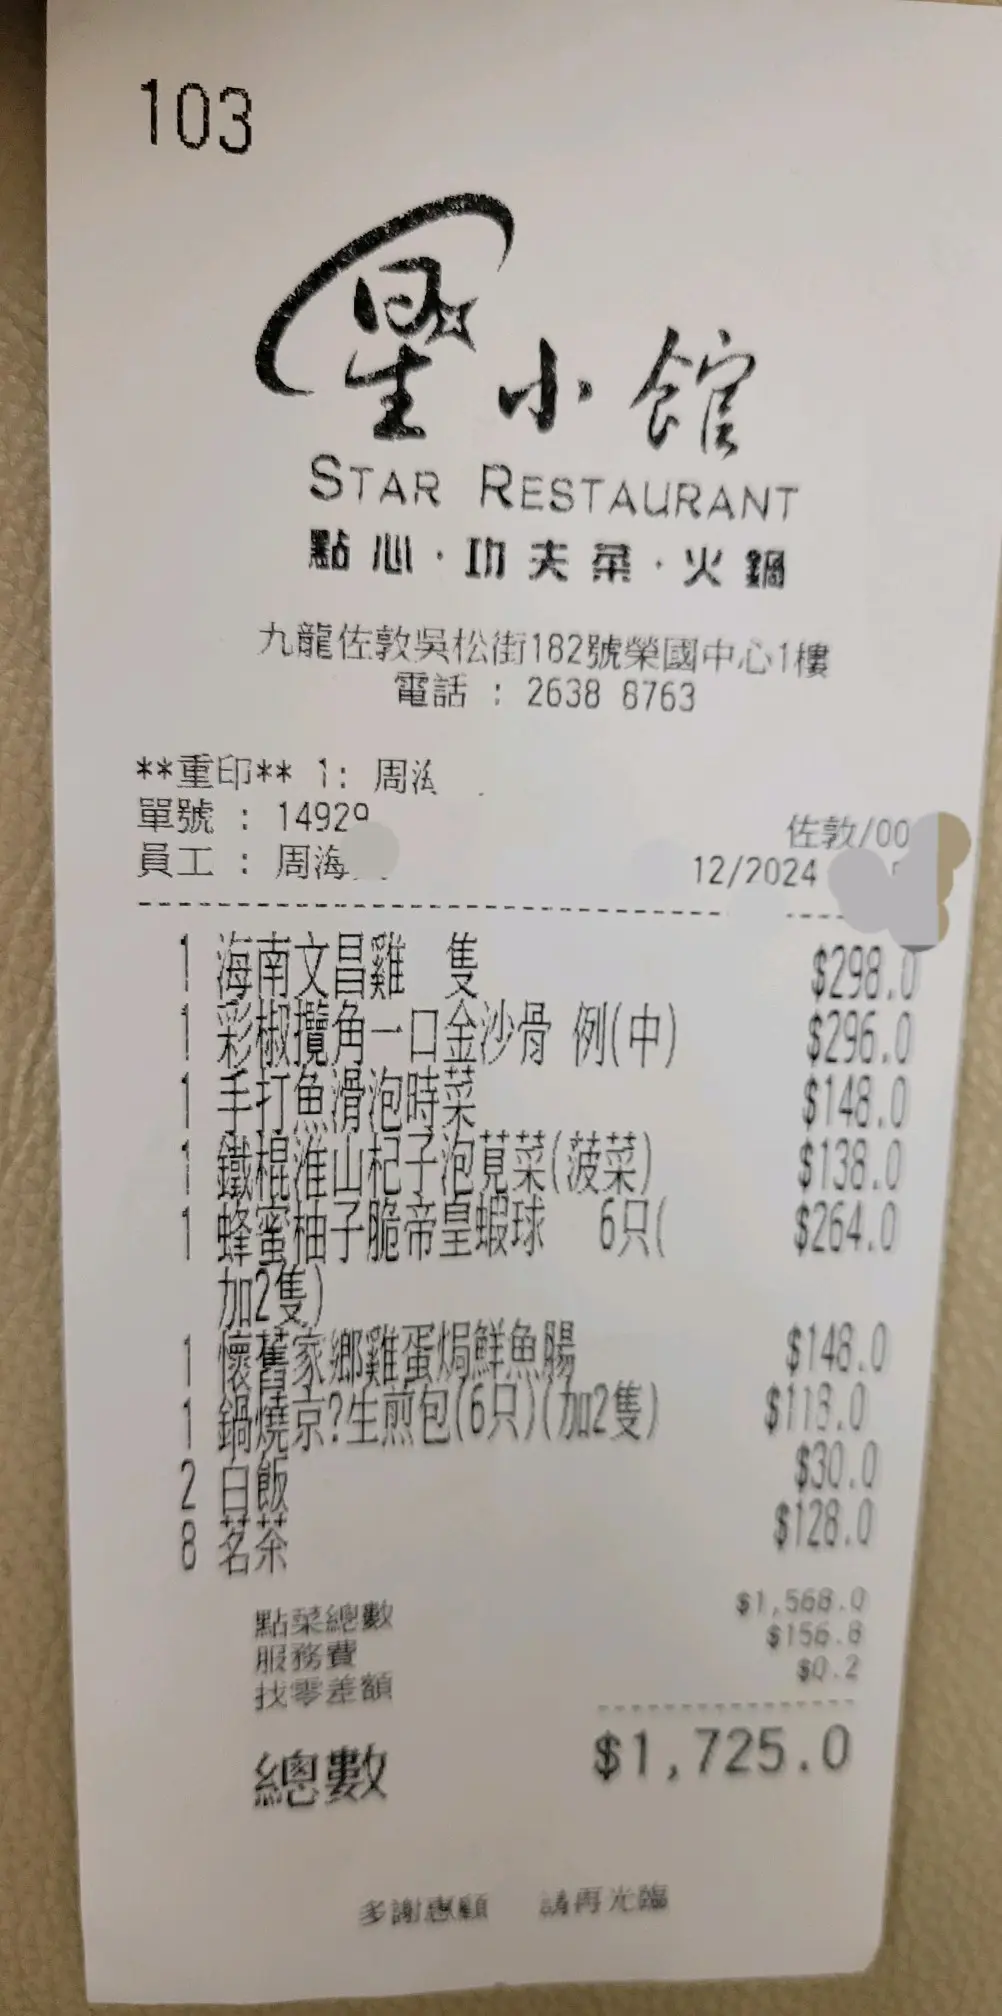 103
星小館
STAR RESTAURANT
點心·功夫菜·火鍋
九龍佐敦吳松街182號榮國中心1樓
電話 : 2638 8763
**重印** 1: 周海
單號 : 14929
佐敦/00
員工 : 周海
12/2024
1 海南文昌雞 隻 $298.0
1 彩椒攬角一口金沙骨 例(中) $296.0
1 手打魚滑泡時菜 $148.0
1 鐵棍淮山杞子泡莧菜(菠菜) $138.0
1 蜂蜜柚子脆帝皇蝦球 6只( $264.0
加2隻)
1 懷舊家鄉雞蛋焗鮮魚腸 $148.0
1 鍋燒京?生煎包(6只)(加2隻) $118.0
2 白飯 $30.0
8 茗茶 $128.0
點菜總數 $1,568.0
服務費 $156.8
找零差額 $0.2
總數 $1,725.0
多謝惠顧 請再光臨